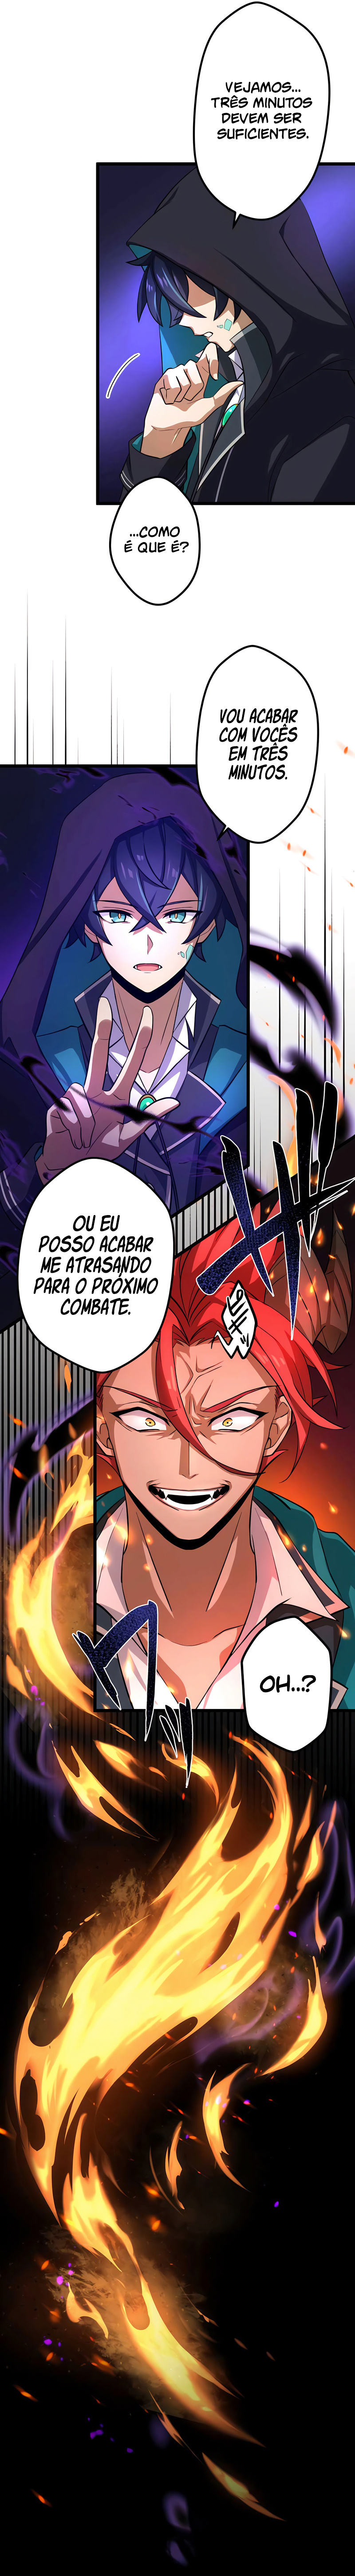 VEJAMOS...
TRÊS MINUTOS
DEVEM SER
SUFICIENTES.
...COMO
É QUE É?
VOU ACABAR
COM VOCÊS
EM TRÊS
MINUTOS.
OU EU
POSSO ACABAR
ME ATRASANDO
PARA O PRÓXIMO
COMBATE.
OH...?